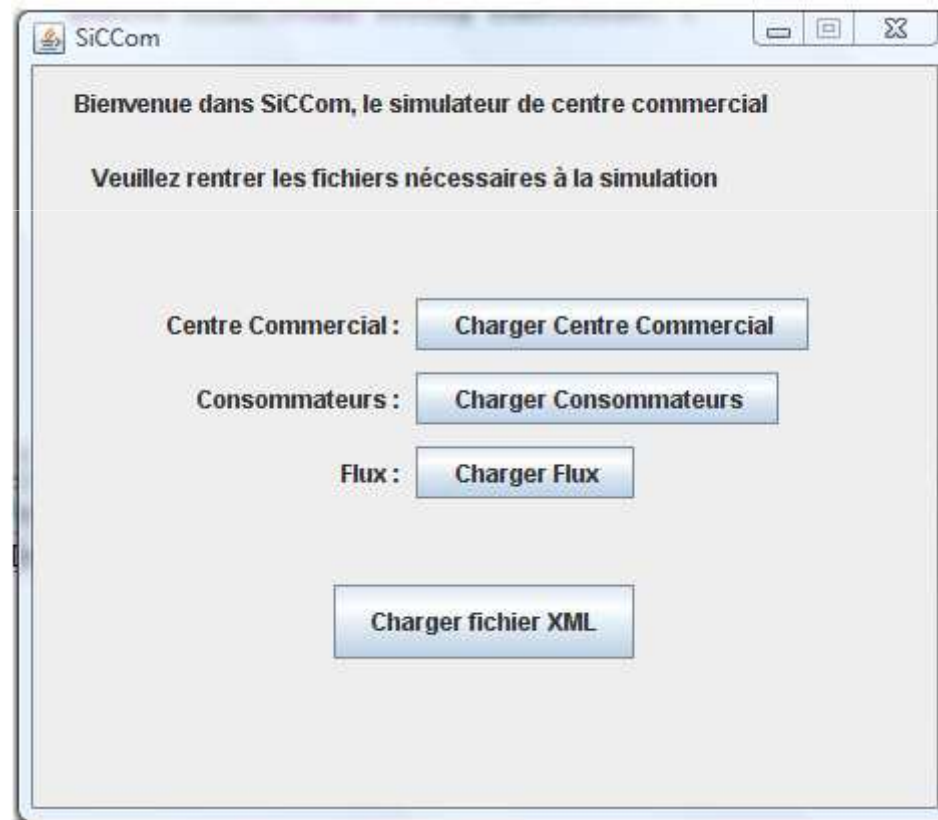 SiCCom
Bienvenue dans SiCCom, le simulateur de centre commercial
Veuillez rentrer les fichiers nécessaires à la simulation
Centre Commercial : Charger Centre Commercial
Consommateurs : Charger Consommateurs
Flux : Charger Flux
Charger fichier XML